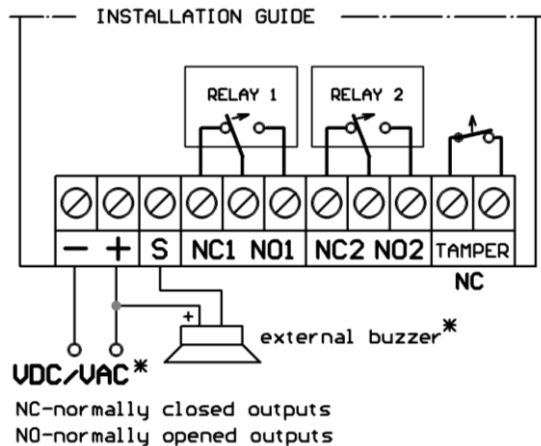 INSTALLATION GUIDE
RELAY 1 RELAY 2
− + S NC1 NO1 NC2 NO2 TAMPER
NC
+
external buzzer*
VDC/VAC*
NC-normally closed outputs
NO-normally opened outputs